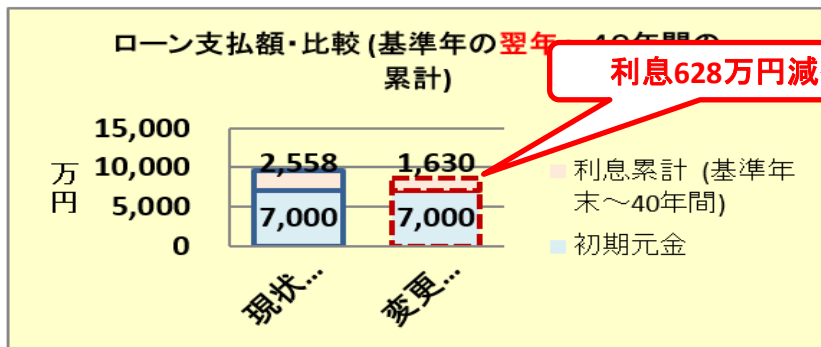 ローン支払額・比較 (基準年の翌年
累計)
利息628万円減
15,000
10,000
5,000
0
万円
2,558
1,630
7,000
7,000
利息累計 (基準年
末～40年間)
初期元金
現状...
変更...